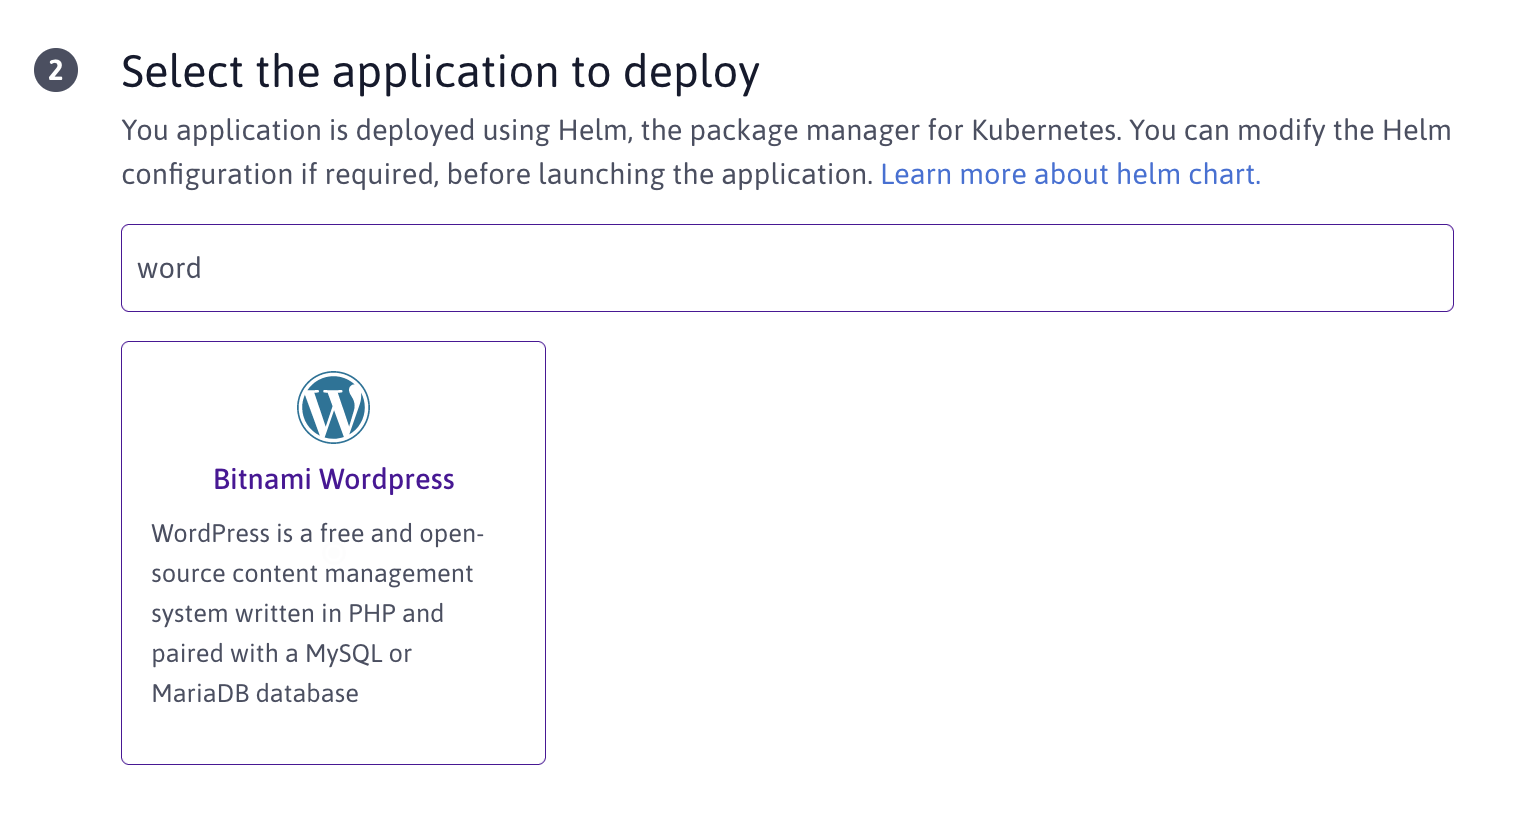 2
Select the application to deploy
You application is deployed using Helm, the package manager for Kubernetes. You can modify the Helm
configuration if required, before launching the application. Learn more about helm chart.
word
W
Bitnami Wordpress
WordPress is a free and open-
source content management
system written in PHP and
paired with a MySQL or
MariaDB database